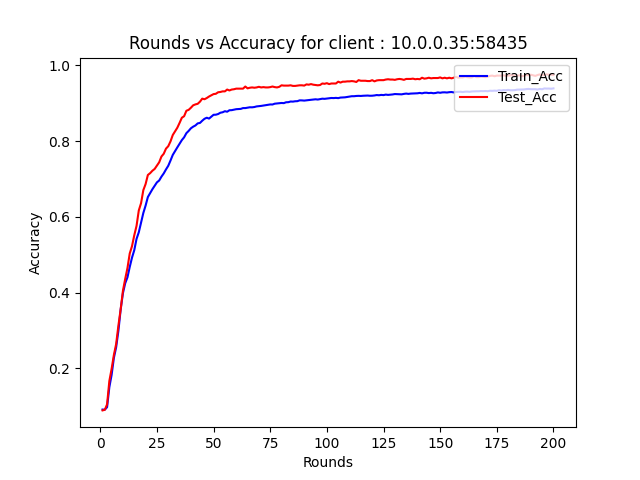 Rounds vs Accuracy for client : 10.0.0.35:58435
1.0
0.8
0.6
0.4
0.2
Accuracy
Train_Acc
Test_Acc
0 25 50 75 100 125 150 175 200
Rounds